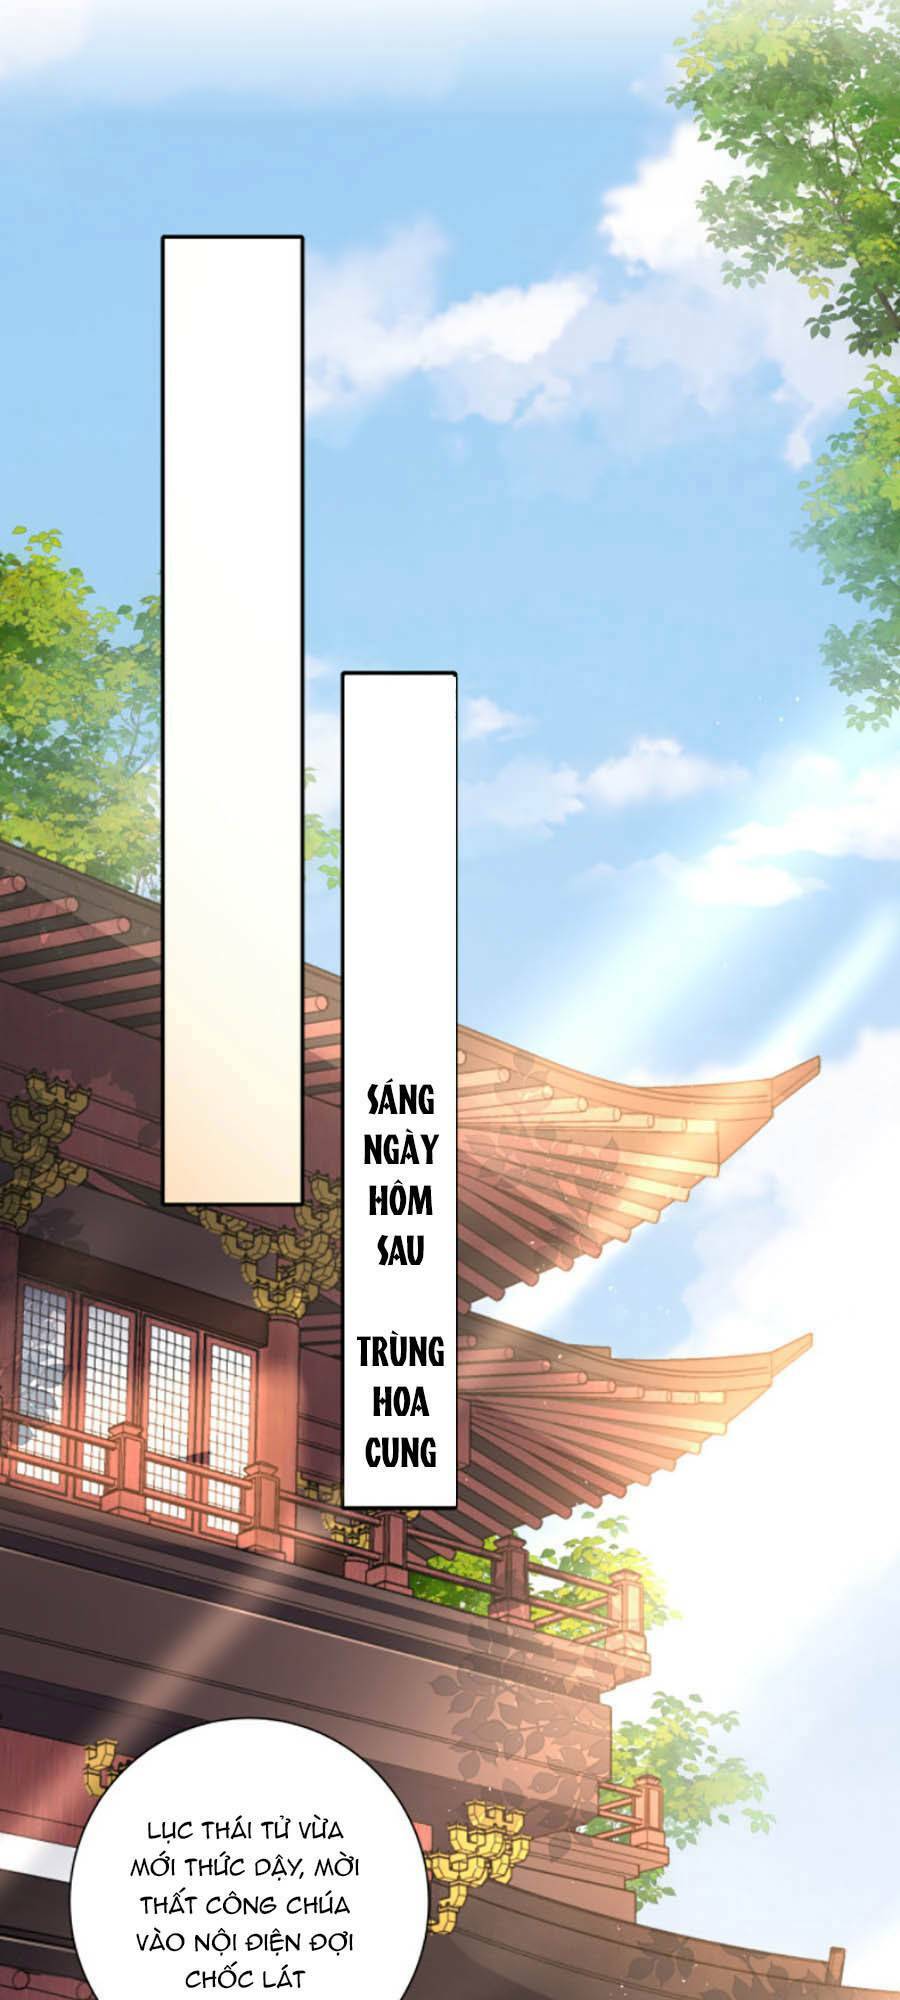 SÁNG
NGÀY
HÔM
SAU
TRÙNG
HOA
CUNG
LỤC THÁI TỬ VỪA
MỚI THỨC DẬY, MỜI
THẤT CÔNG CHÚA
VÀO NỘI ĐIỆN ĐỢI
CHỐC LÁT